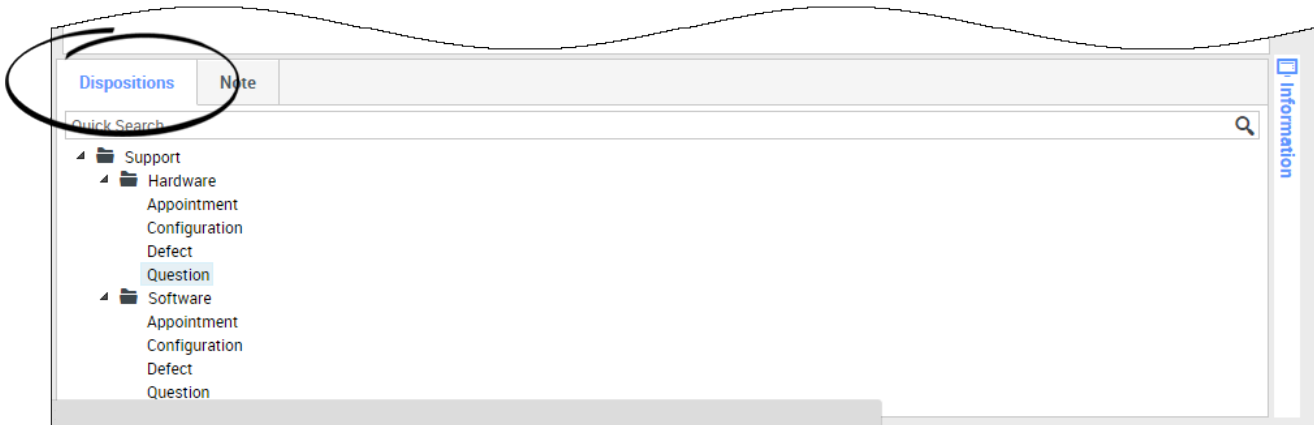 Dispositions
Note
Quick Search
Support
Hardware
Appointment
Configuration
Defect
Question
Software
Appointment
Configuration
Defect
Question
Information